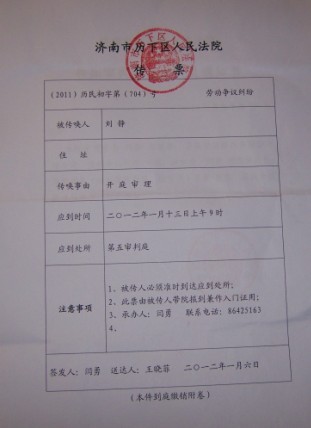 济南市历下区人民法院
传 票
(2011)历民初字第(704)号 劳动争议纠纷
被传唤人 刘静
住 址
传唤事由 开庭审理
应到时间 二〇一二年一月十三日上午9时
应到处所 第五审判庭
注意事项
1、被传人必须准时到达应到处所;
2、此票由被传人带院报到兼作入门证用;
3、承办人:闫勇 联系电话:86425163
4、
签发人:闫勇 送达人:王晓菲 二〇一二年一月六日
(本件到庭缴销附卷)